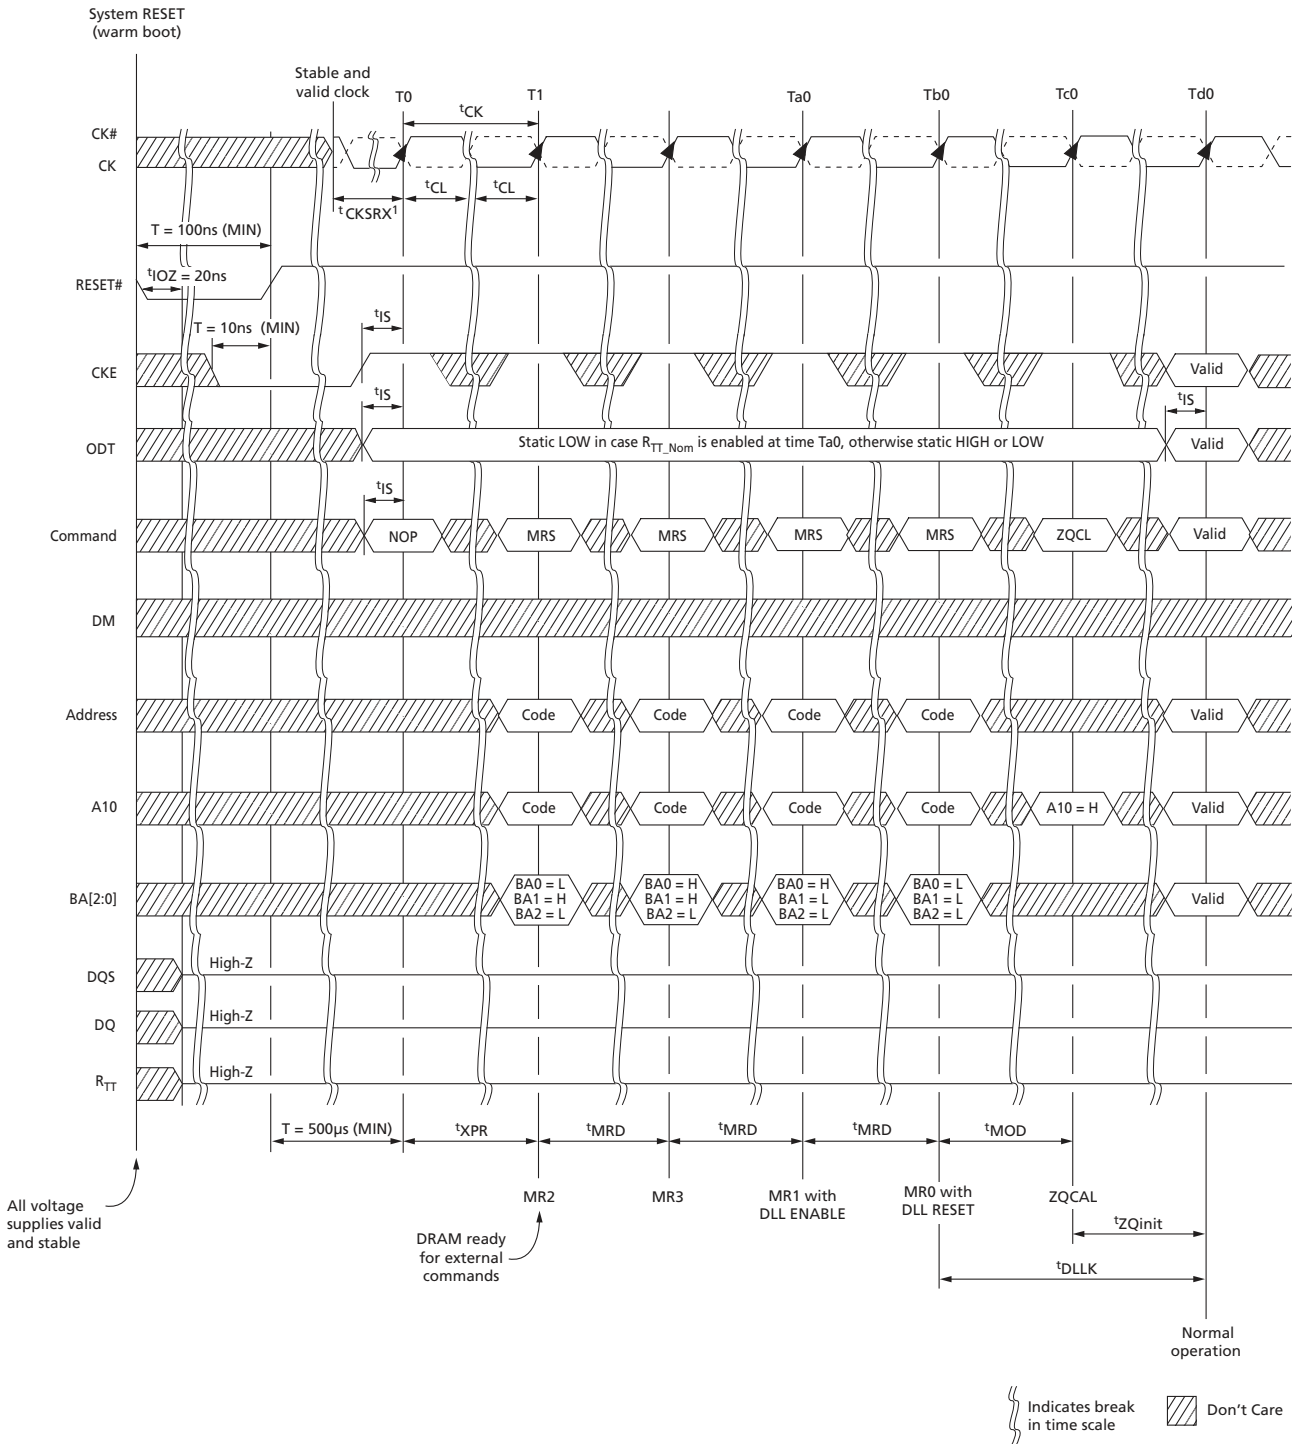 System RESET
(warm boot)
Stable and
valid clock
T0
T1
Ta0
Tb0
Tc0
Td0
tCK
CK#
CK
tCL
tCL
tCKSRX1
T = 100ns (MIN)
tIOZ = 20ns
RESET#
T = 10ns (MIN)
tIS
CKE
Valid
tIS
tIS
ODT
Static LOW in case RTT_Nom is enabled at time Ta0, otherwise static HIGH or LOW
Valid
tIS
Command
NOP
MRS
MRS
MRS
MRS
ZQCL
Valid
DM
Address
Code
Code
Code
Code
Valid
A10
Code
Code
Code
Code
A10 = H
Valid
BA[2:0]
BA0 = L
BA1 = H
BA2 = L
BA0 = H
BA1 = H
BA2 = L
BA0 = H
BA1 = L
BA2 = L
BA0 = L
BA1 = L
BA2 = L
Valid
DQS
High-Z
DQ
High-Z
RTT
High-Z
T = 500µs (MIN)
tXPR
tMRD
tMRD
tMRD
tMOD
All voltage
supplies valid
and stable
MR2
MR3
MR1 with
DLL ENABLE
MR0 with
DLL RESET
ZQCAL
tZQinit
DRAM ready
for external
commands
tDLLK
Normal
operation
Indicates break
in time scale
Don't Care